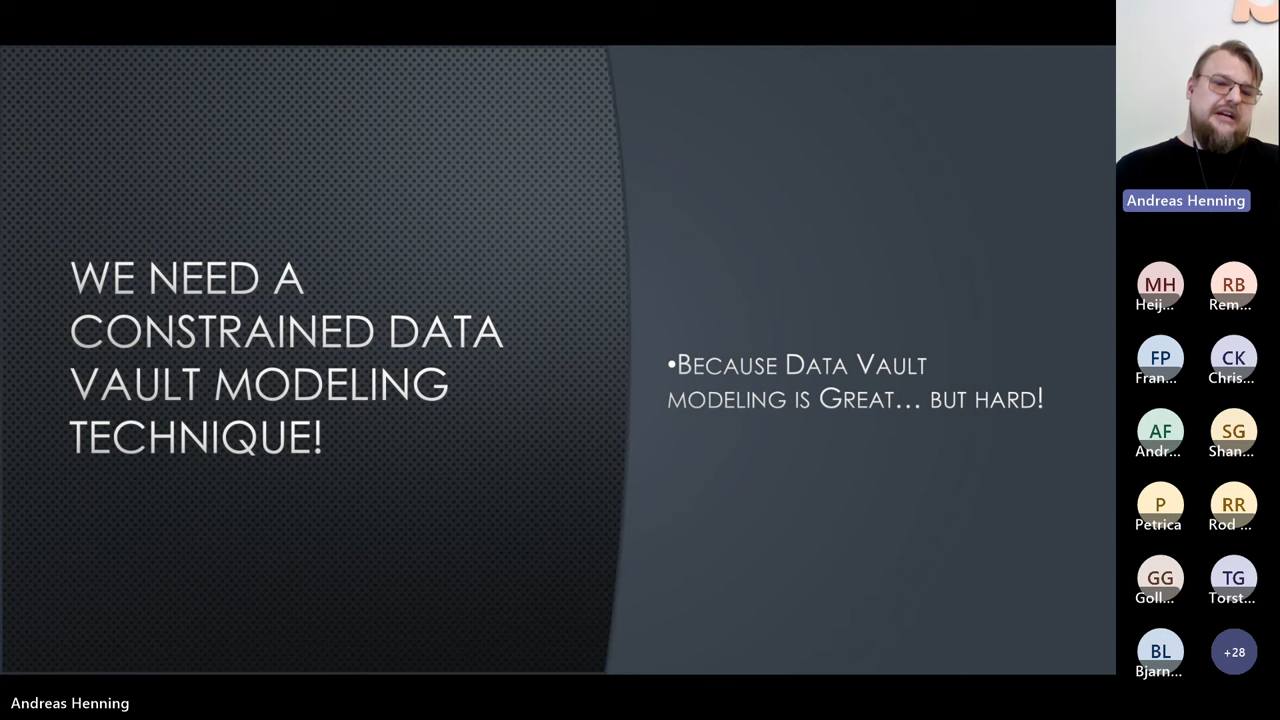 WE NEED A
CONSTRAINED DATA
VAULT MODELING
TECHNIQUE!
•BECAUSE DATA VAULT
MODELING IS GREAT... BUT HARD!
Andreas Henning
MH
RB
Heij...
Rem...
FP
CK
Fran...
Chris...
AF
SG
Andr...
Shan...
P
RR
Petrica
Rod ...
GG
TG
Goll...
Torst...
BL
+28
Bjarn...
Andreas Henning